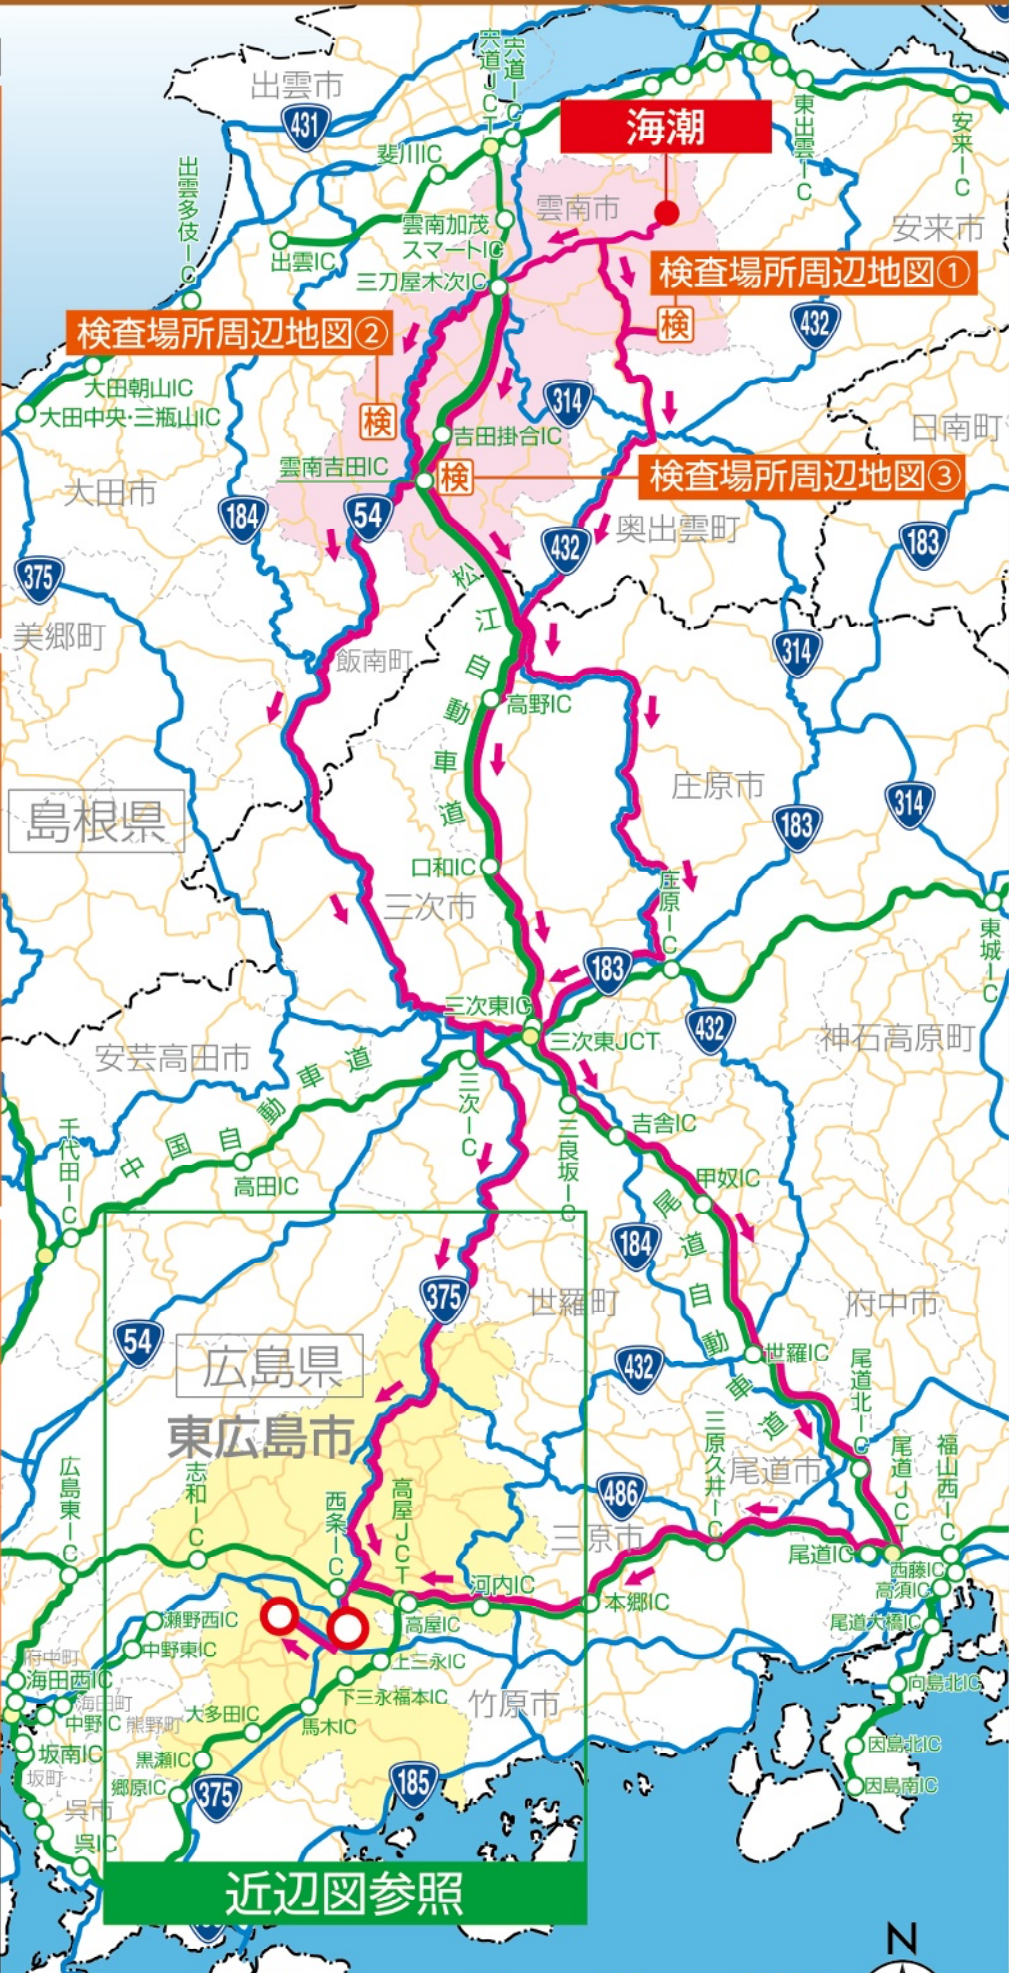 宍道JCT
宍道IC
出雲市
431
海潮
東出雲IC
安来IC
斐川IC
出雲多伎IC
雲南市
雲南加茂
スマートIC
安来市
出雲IC
三刀屋木次IC
検査場所周辺地図①
検査場所周辺地図②
検
432
大田朝山IC
大田中央・三瓶山IC
314
検
吉田掛合IC
日南町
雲南吉田IC
検
検査場所周辺地図③
大田市
184
54
432
奥出雲町
183
375
松江自動車道
美郷町
飯南町
314
高野IC
島根県
庄原市
183
314
口和IC
三次市
庄原IC
東城IC
183
三次東IC
三次東JCT
432
神石高原町
安芸高田市
中国自動車道
三次IC
千代田IC
三良坂IC
吉舎IC
高田IC
甲奴IC
尾道自動車道
184
375
世羅町
府中市
54
広島県
432
世羅IC
東広島市
尾道北IC
三原久井IC
尾道市
尾道JCT
福山西IC
広島東IC
志和IC
西条IC
高屋JCT
486
三原市
尾道IC
西藤IC
高須IC
河内IC
本郷IC
瀬野西IC
高屋IC
尾道大橋IC
中野東IC
府中町
上三永IC
海田西IC
向島北IC
下三永福本IC
海田町
竹原市
中野IC
熊野町
大多田IC
馬木IC
坂南IC
因島北IC
黒瀬IC
坂町
郷原IC
375
185
因島南IC
呉市
呉IC
近辺図参照
N